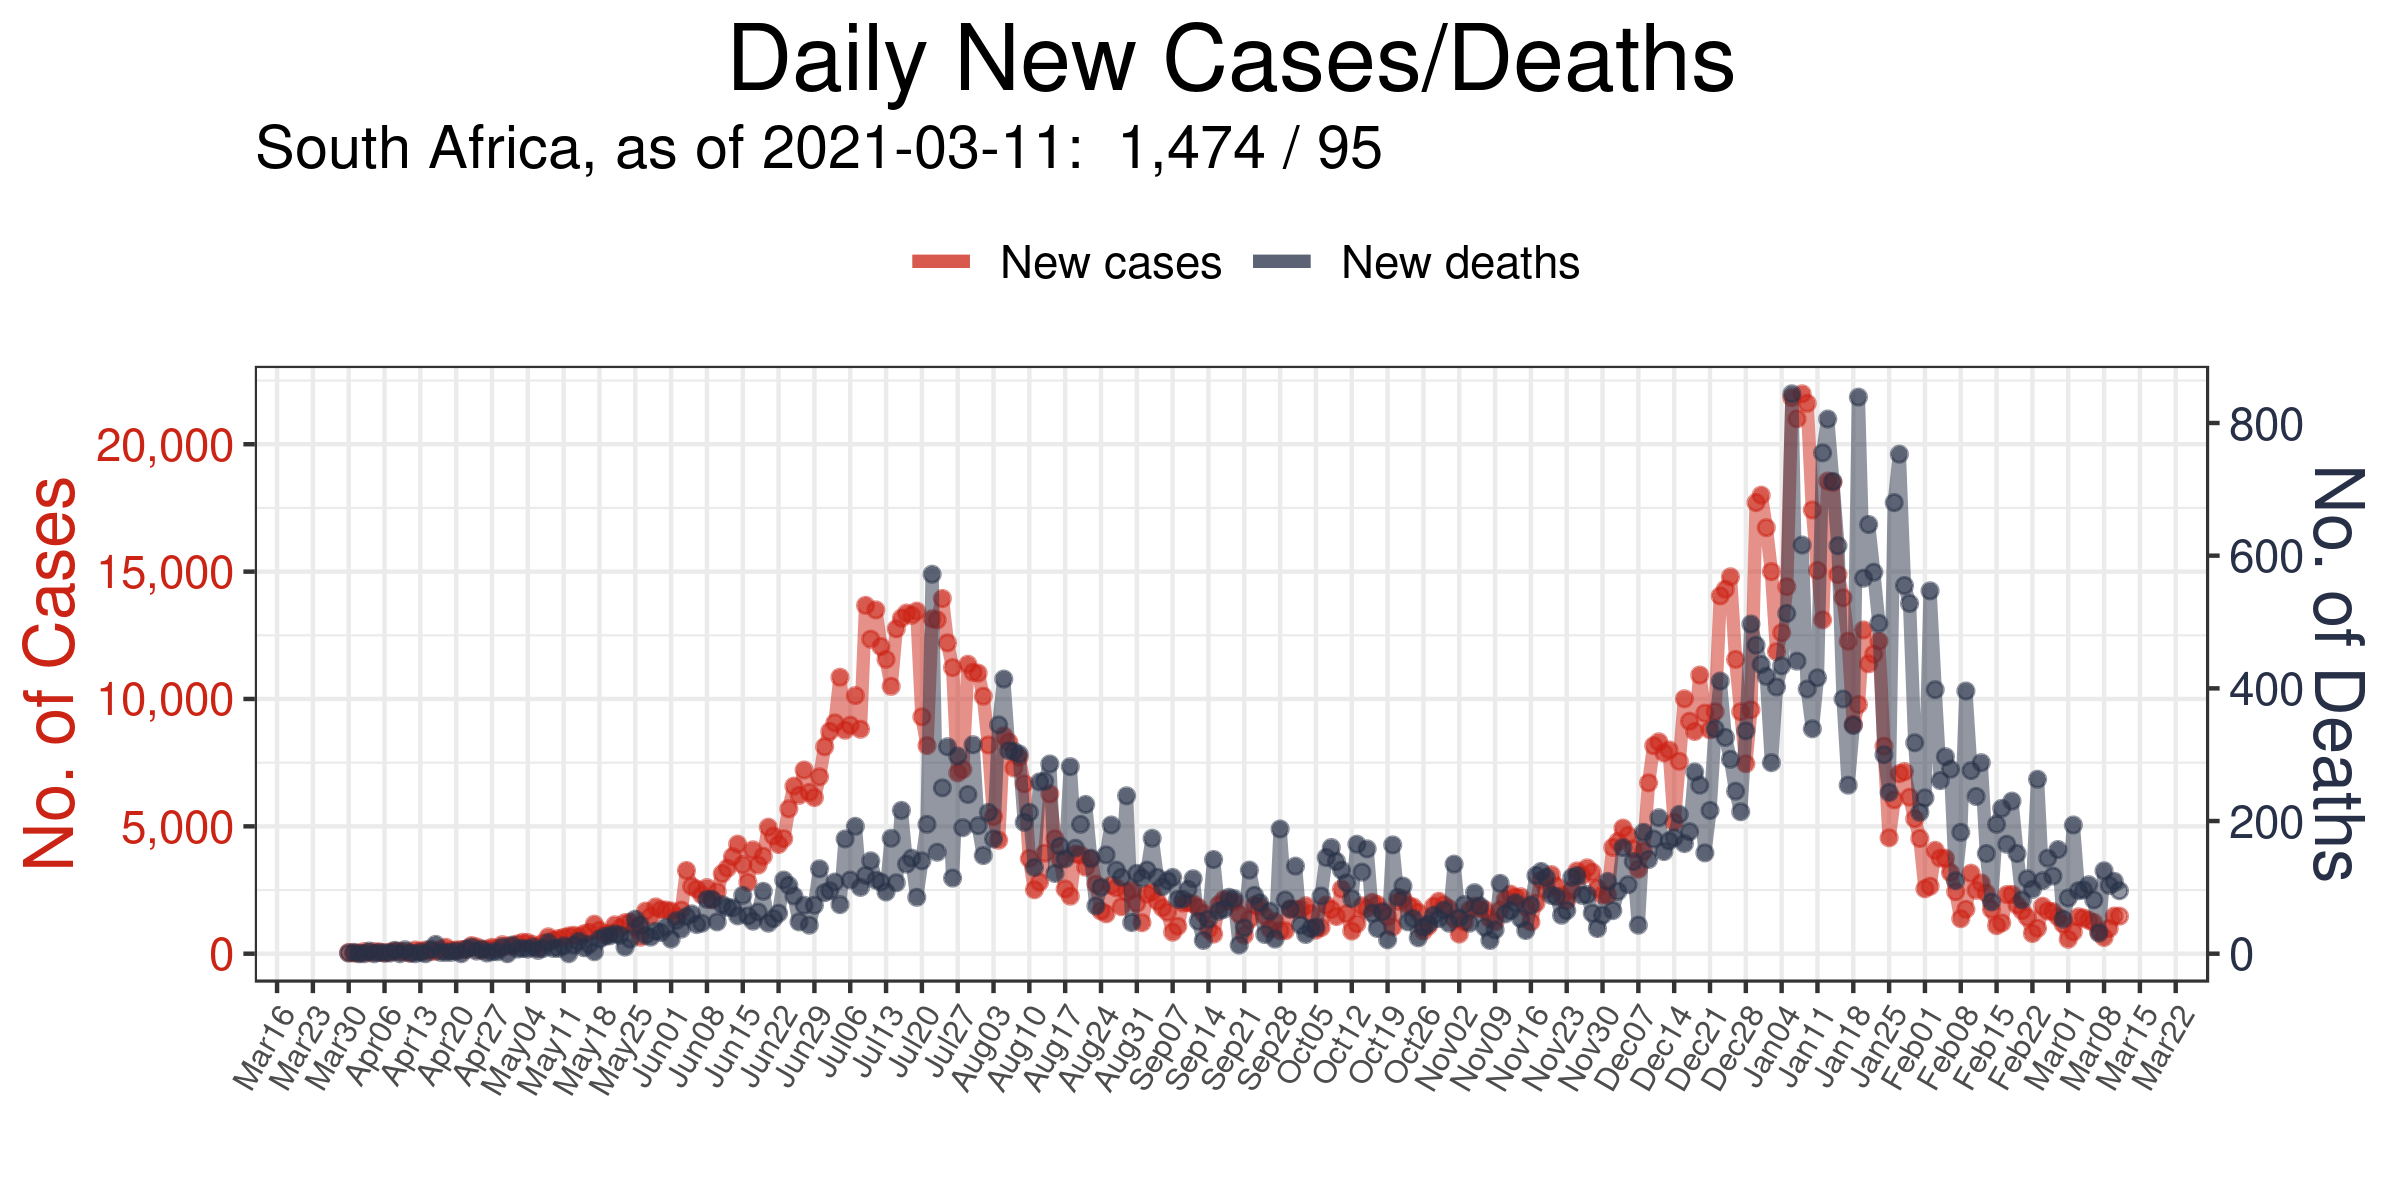 Daily New Cases/Deaths
South Africa, as of 2021-03-11:  1,474 / 95
New cases
New deaths
No. of Cases
20,000
15,000
10,000
5,000
0
800
600
400
200
0
No. of Deaths
Mar16
Mar23
Mar30
Apr06
Apr13
Apr20
Apr27
May04
May11
May18
May25
Jun01
Jun08
Jun15
Jun22
Jun29
Jul06
Jul13
Jul20
Jul27
Aug03
Aug10
Aug17
Aug24
Aug31
Sep07
Sep14
Sep21
Sep28
Oct05
Oct12
Oct19
Oct26
Nov02
Nov09
Nov16
Nov23
Nov30
Dec07
Dec14
Dec21
Dec28
Jan04
Jan11
Jan18
Jan25
Feb01
Feb08
Feb15
Feb22
Mar01
Mar08
Mar15
Mar22